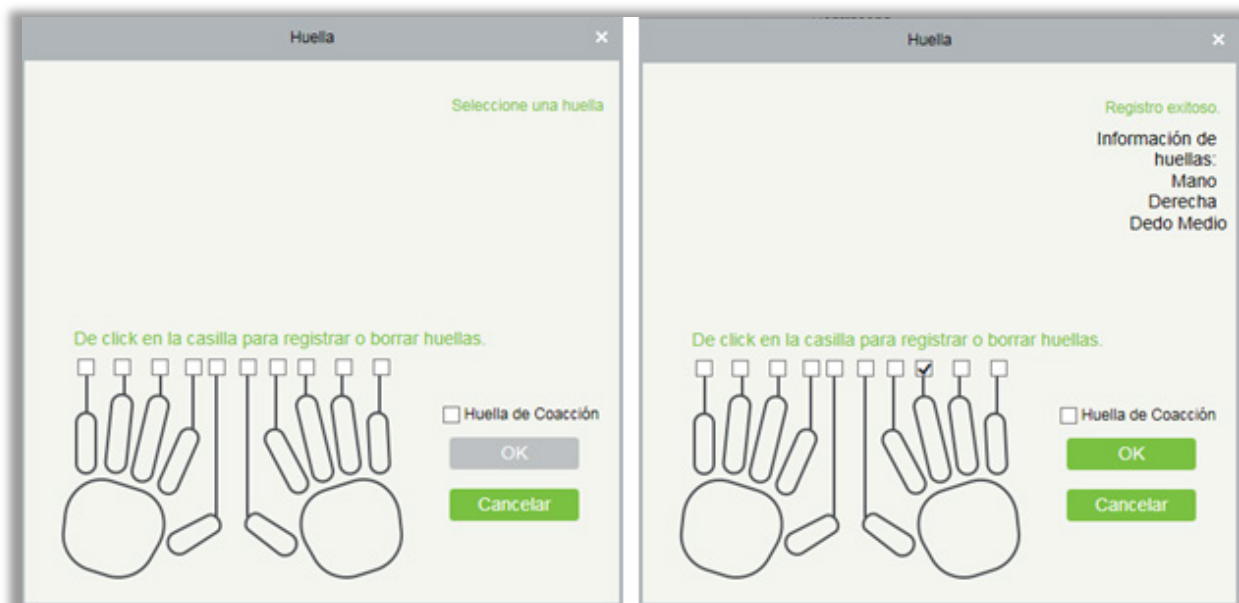 Huella
Seleccione una huella
De click en la casilla para registrar o borrar huellas.
Huella de Coacción
OK
Cancelar
Huella
Registro exitoso.
Información de
huellas:
Mano
Derecha
Dedo Medio
De click en la casilla para registrar o borrar huellas.
Huella de Coacción
OK
Cancelar